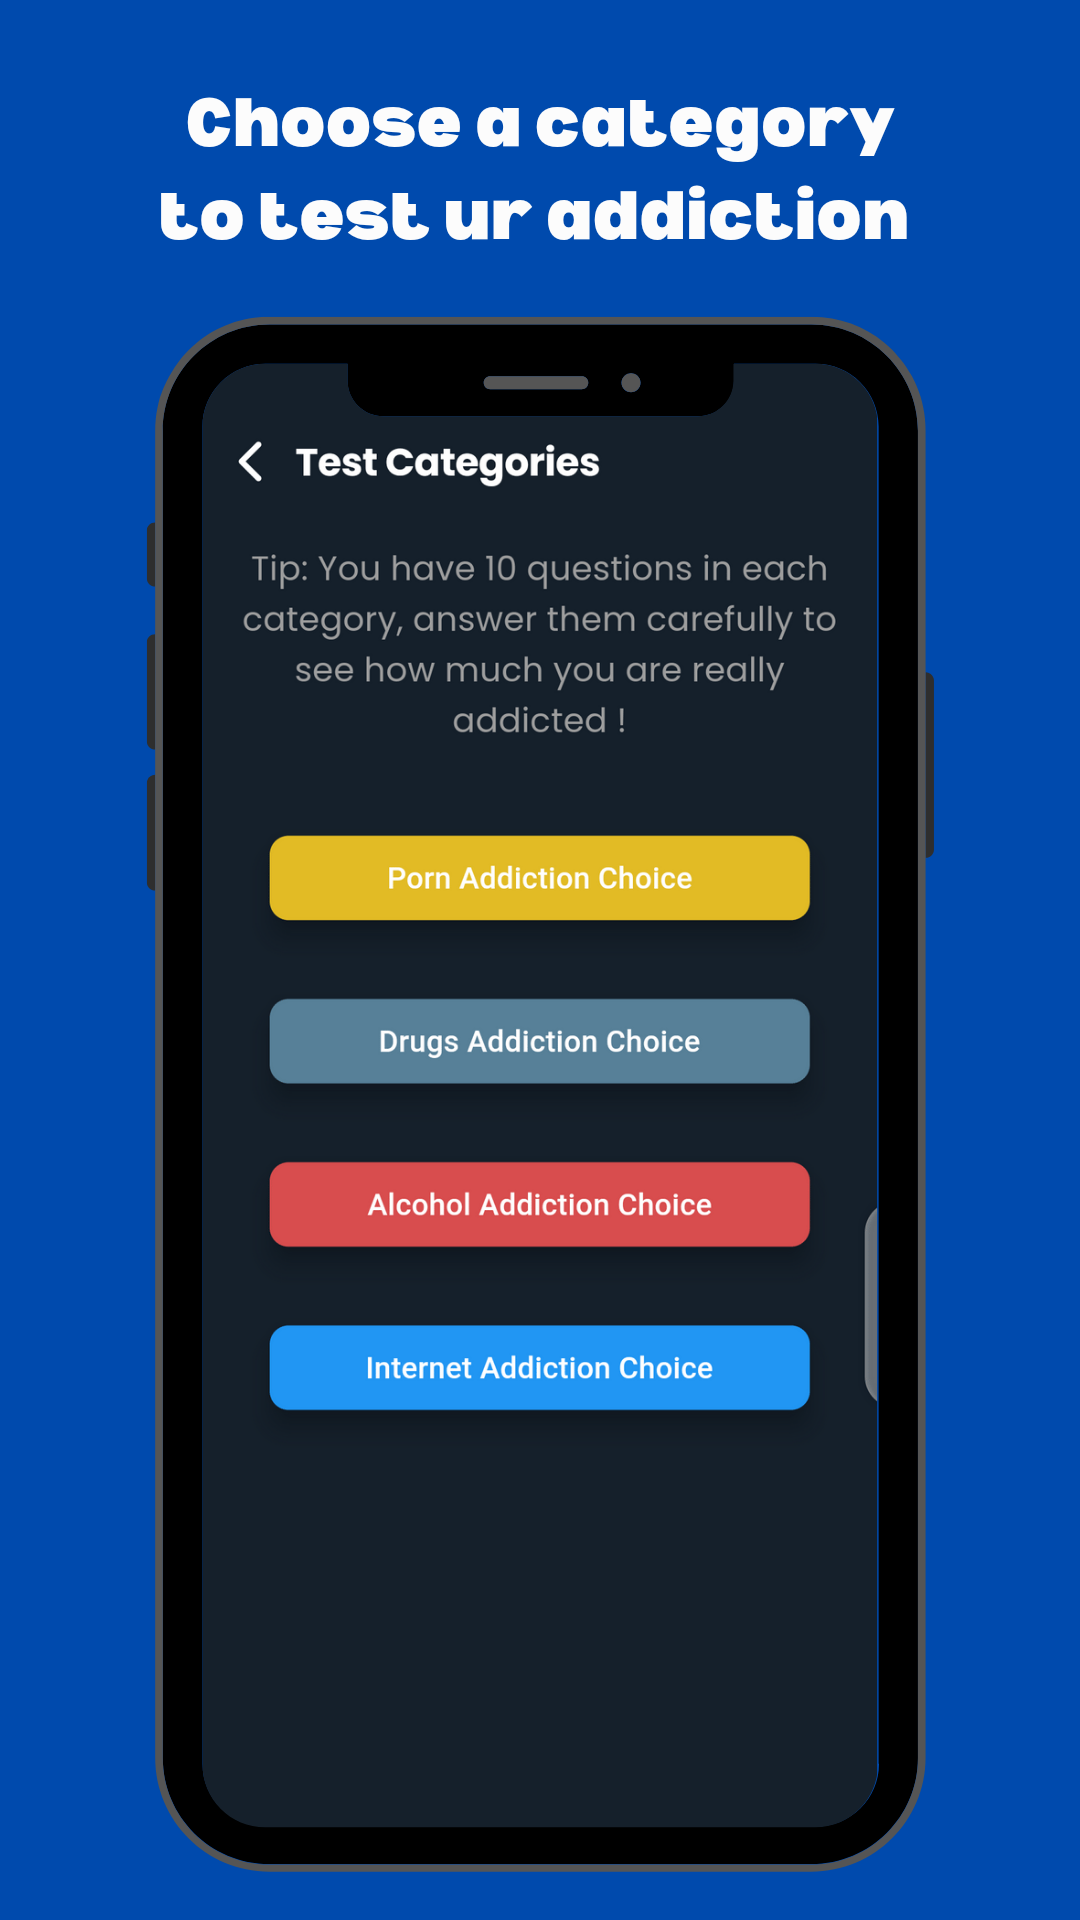 Choose a category
to test ur addiction
Test Categories
Tip: You have 10 questions in each
category, answer them carefully to
see how much you are really
addicted !
Porn Addiction Choice
Drugs Addiction Choice
Alcohol Addiction Choice
Internet Addiction Choice